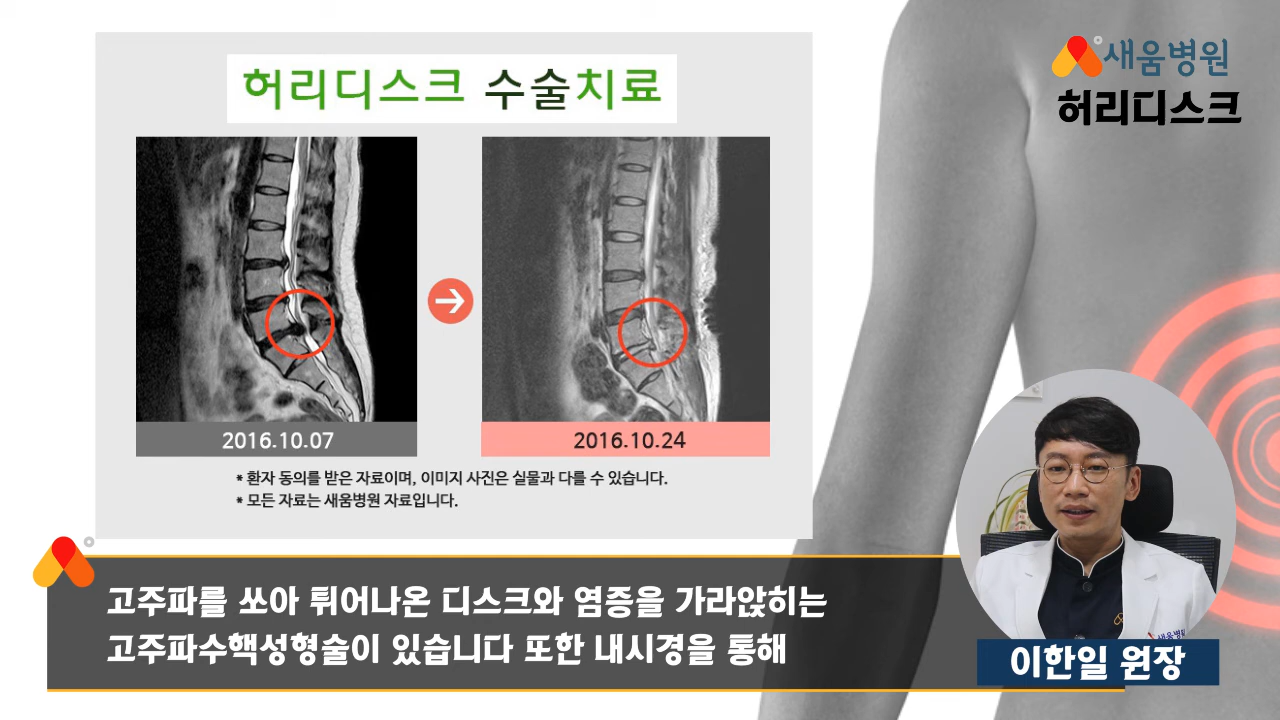 허리디스크 수술치료
새움병원
허리디스크
2016.10.07
2016.10.24
* 환자 동의를 받은 자료이며, 이미지 사진은 실물과 다를 수 있습니다.
* 모든 자료는 새움병원 자료입니다.
고주파를 쏘아 튀어나온 디스크와 염증을 가라앉히는
고주파수핵성형술이 있습니다 또한 내시경을 통해
새움병원
이한일 원장